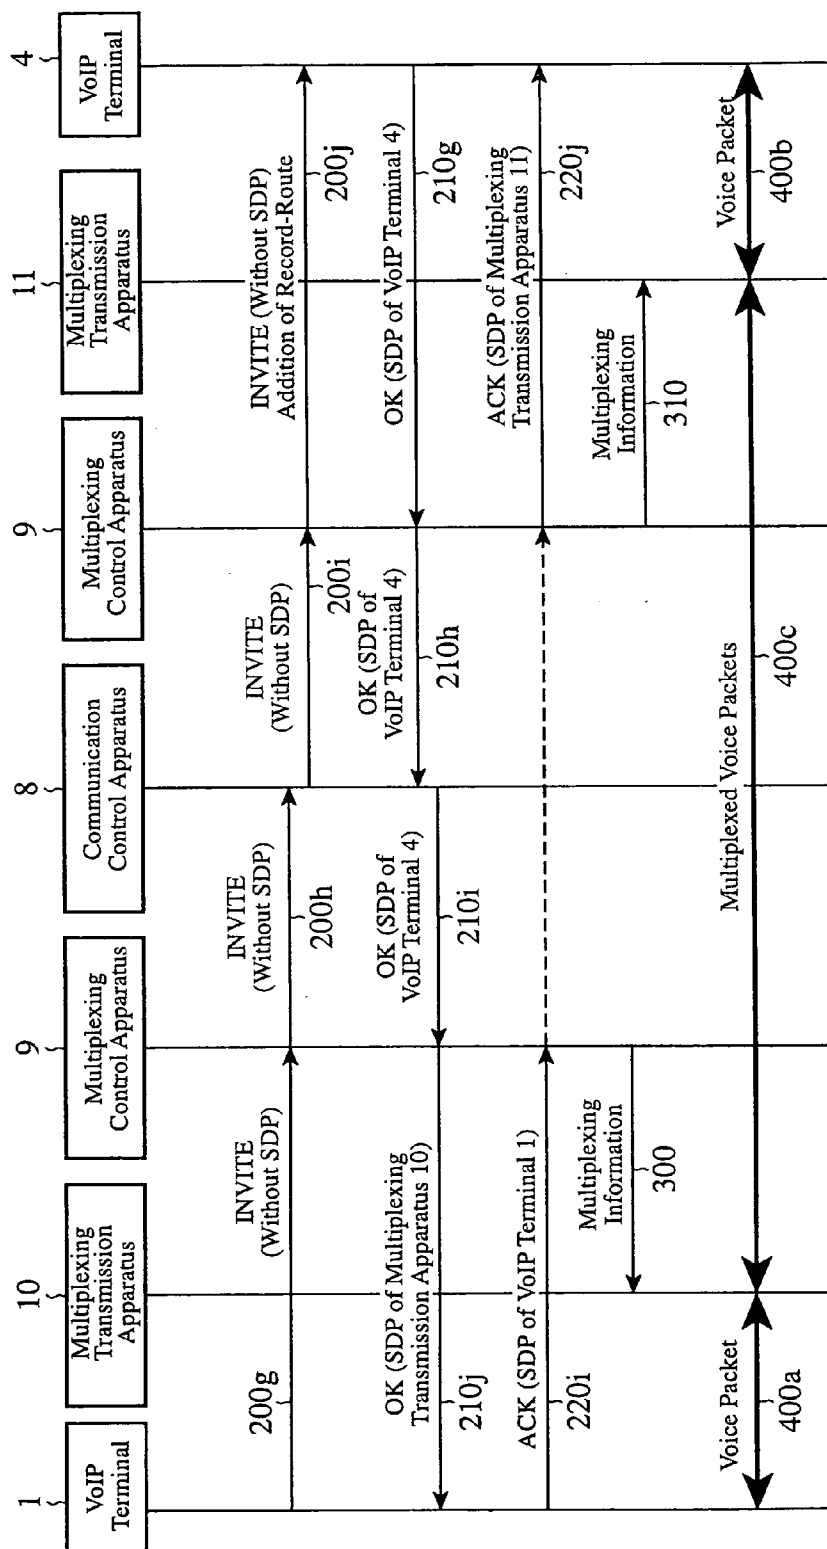 1
VoIP
Terminal
10
Multiplexing
Transmission
Apparatus
9
Multiplexing
Control Apparatus
8
Communication
Control Apparatus
9
Multiplexing
Control Apparatus
11
Multiplexing
Transmission
Apparatus
4
VoIP
Terminal
INVITE
(Without SDP)
200g
INVITE
(Without SDP)
200h
INVITE
(Without SDP)
200i
INVITE (Without SDP)
Addition of Record-Route
200j
OK (SDP of VoIP Terminal 4)
210g
OK (SDP of
VoIP Terminal 4)
210h
OK (SDP of
VoIP Terminal 4)
210i
OK (SDP of Multiplexing
Transmission Apparatus 10)
210j
ACK (SDP of VoIP Terminal 1)
220i
ACK (SDP of Multiplexing
Transmission Apparatus 11)
220j
Multiplexing
Information
300
Multiplexing
Information
310
Voice Packet
400a
Multiplexed Voice Packets
400c
Voice Packet
400b